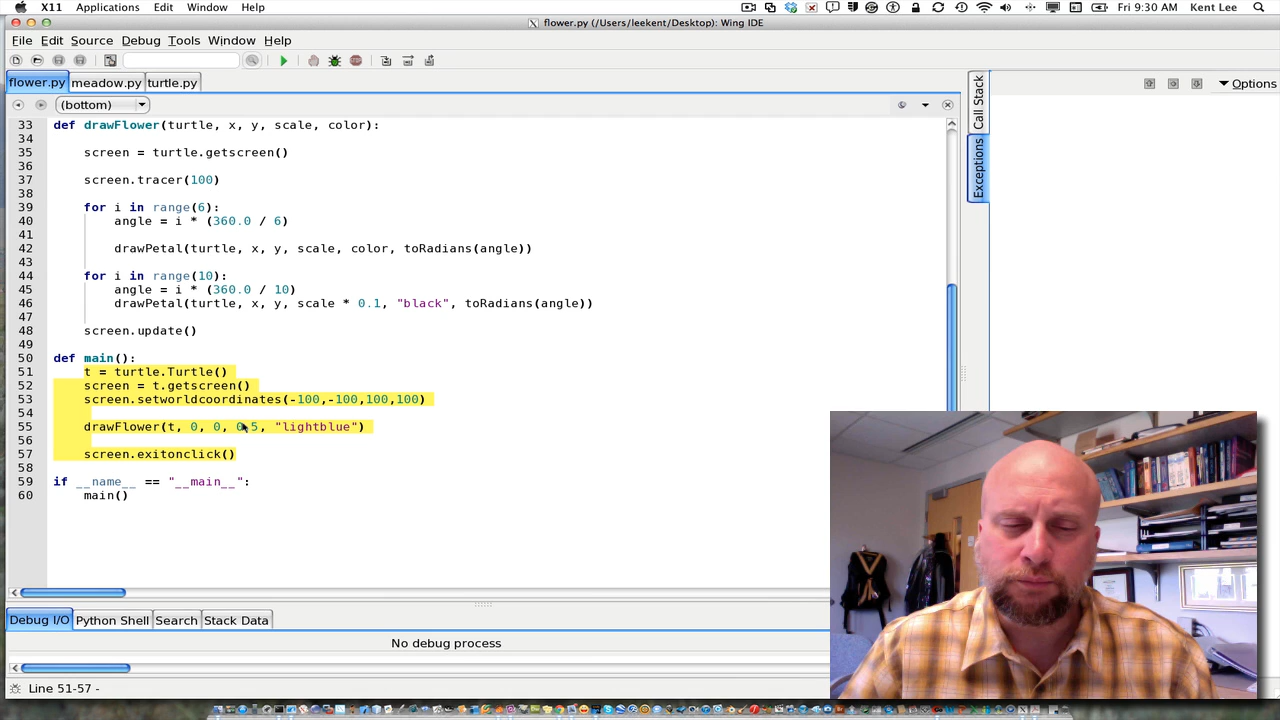 X11 Applications Edit Window Help Fri 9:30 AM Kent Lee
flower.py (/Users/leekent/Desktop): Wing IDE
File Edit Source Debug Tools Window Help
flower.py meadow.py turtle.py
(bottom)
Options
Call Stack
Exceptions
33 def drawFlower(turtle, x, y, scale, color):
34
35 screen = turtle.getscreen()
36
37 screen.tracer(100)
38
39 for i in range(6):
40 angle = i * (360.0 / 6)
41
42 drawPetal(turtle, x, y, scale, color, toRadians(angle))
43
44 for i in range(10):
45 angle = i * (360.0 / 10)
46 drawPetal(turtle, x, y, scale * 0.1, "black", toRadians(angle))
47
48 screen.update()
49
50 def main():
51 t = turtle.Turtle()
52 screen = t.getscreen()
53 screen.setworldcoordinates(-100,-100,100,100)
54
55 drawFlower(t, 0, 0, 0.5, "lightblue")
56
57 screen.exitonclick()
58
59 if __name__ == "__main__":
60 main()
Debug I/O Python Shell Search Stack Data
No debug process
Line 51-57 -